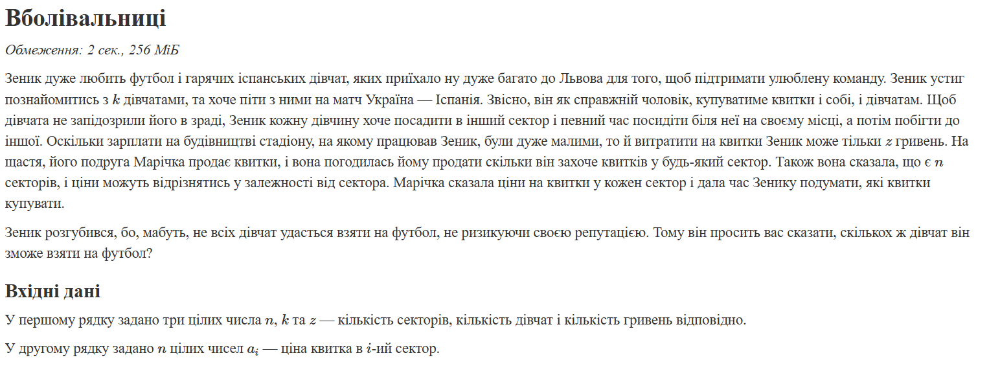 Вболівальниці
Обмеження: 2 сек., 256 МіБ
Зеник дуже любить футбол і гарячих іспанських дівчат, яких приїхало ну дуже багато до Львова для того, щоб підтримати улюблену команду. Зеник устиг
познайомитись з k дівчатами, та хоче піти з ними на матч Україна — Іспанія. Звісно, він як справжній чоловік, купуватиме квитки і собі, і дівчатам. Щоб
дівчата не запідозрили його в зраді, Зеник кожну дівчину хоче посадити в інший сектор і певний час посидіти біля неї на своєму місці, а потім побігти до
іншої. Оскільки зарплати на будівництві стадіону, на якому працював Зеник, були дуже малими, то й витратити на квитки Зеник може тільки z гривень. На
щастя, його подруга Марічка продає квитки, і вона погодилась йому продати скільки він захоче квитків у будь-який сектор. Також вона сказала, що є n
секторів, і ціни можуть відрізнятись у залежності від сектора. Марічка сказала ціни на квитки у кожен сектор і дала час Зенику подумати, які квитки
купувати.
Зеник розгубився, бо, мабуть, не всіх дівчат удасться взяти на футбол, не ризикуючи своєю репутацією. Тому він просить вас сказати, скількох ж дівчат він
зможе взяти на футбол?
Вхідні дані
У першому рядку задано три цілих числа n, k та z — кількість секторів, кількість дівчат і кількість гривень відповідно.
У другому рядку задано n цілих чисел aᵢ — ціна квитка в i-ий сектор.